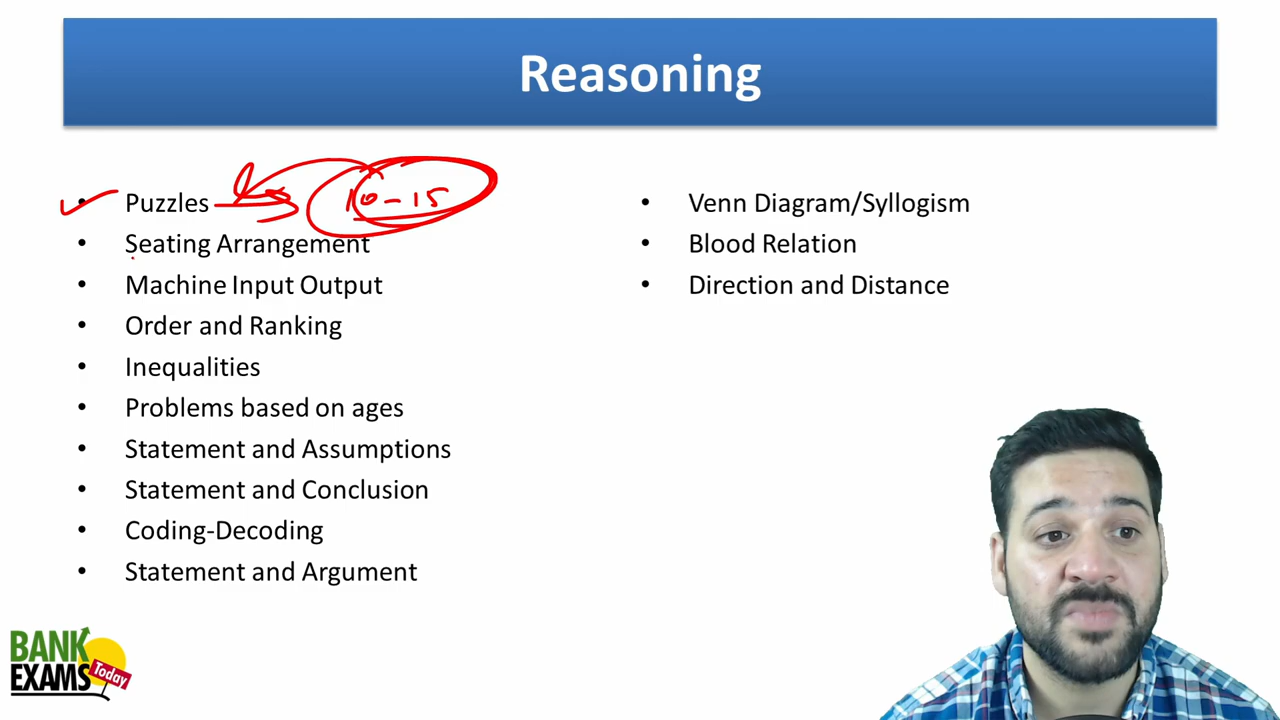 Reasoning
• Puzzles 10-15
• Seating Arrangement
• Machine Input Output
• Order and Ranking
• Inequalities
• Problems based on ages
• Statement and Assumptions
• Statement and Conclusion
• Coding-Decoding
• Statement and Argument
• Venn Diagram/Syllogism
• Blood Relation
• Direction and Distance
BANK
EXAMS
Today